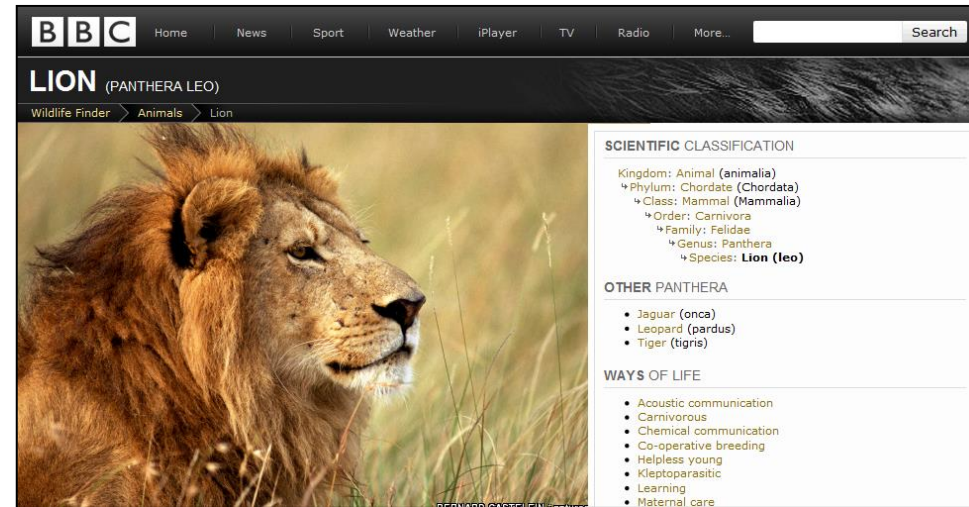 BBC Home News Sport Weather iPlayer TV Radio More... Search
LION (PANTHERA LEO)
Wildlife Finder Animals Lion
SCIENTIFIC CLASSIFICATION
Kingdom: Animal (animalia)
Phylum: Chordate (Chordata)
Class: Mammal (Mammalia)
Order: Carnivora
Family: Felidae
Genus: Panthera
Species: Lion (leo)
OTHER PANTHERA
Jaguar (onca)
Leopard (pardus)
Tiger (tigris)
WAYS OF LIFE
Acoustic communication
Carnivorous
Chemical communication
Co-operative breeding
Helpless young
Kleptoparasitic
Learning
Maternal care